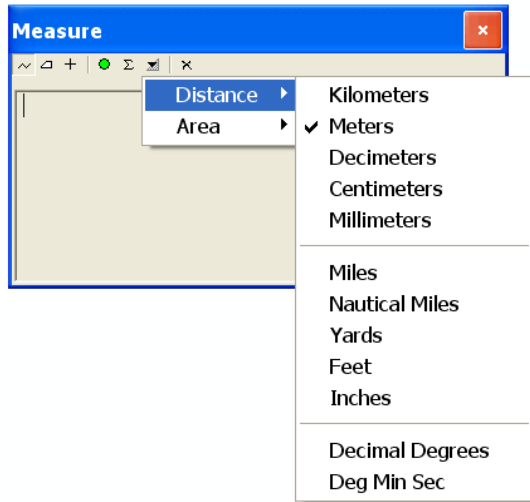 Measure
Σ
Distance
Area
Kilometers
Meters
Decimeters
Centimeters
Millimeters
Miles
Nautical Miles
Yards
Feet
Inches
Decimal Degrees
Deg Min Sec